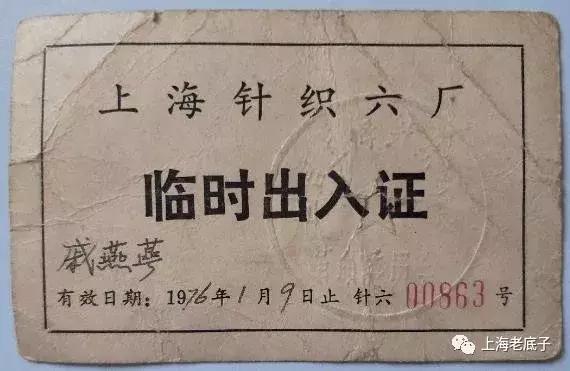 上海针织六厂
临时出入证
戚燕萍
有效日期：1976年1月9日止 针六 00863 号
上海老底子